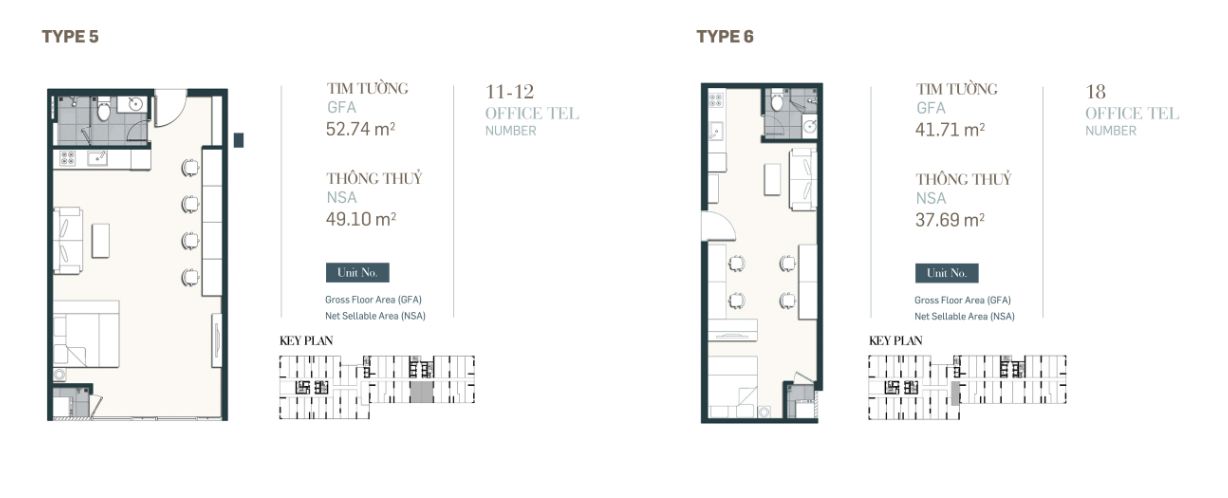 TYPE 5
TIM TƯỜNG
GFA
52.74 m²
THÔNG THUỶ
NSA
49.10 m²
Unit No.
Gross Floor Area (GFA)
Net Sellable Area (NSA)
11-12
OFFICE TEL
NUMBER
KEY PLAN
TYPE 6
TIM TƯỜNG
GFA
41.71 m²
THÔNG THUỶ
NSA
37.69 m²
Unit No.
Gross Floor Area (GFA)
Net Sellable Area (NSA)
18
OFFICE TEL
NUMBER
KEY PLAN